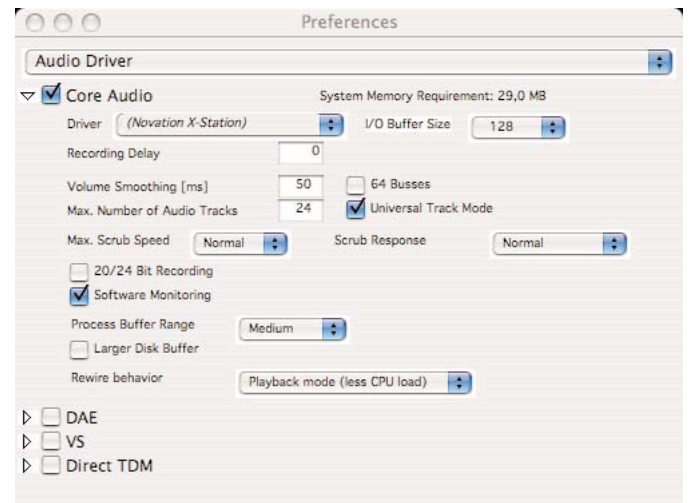 Preferences
Audio Driver
Core Audio System Memory Requirement: 29,0 MB
Driver (Novation X-Station) I/O Buffer Size 128
Recording Delay 0
Volume Smoothing [ms] 50 64 Busses
Max. Number of Audio Tracks 24 Universal Track Mode
Max. Scrub Speed Normal Scrub Response Normal
20/24 Bit Recording
Software Monitoring
Process Buffer Range Medium
Larger Disk Buffer
Rewire behavior Playback mode (less CPU load)
DAE
VS
Direct TDM